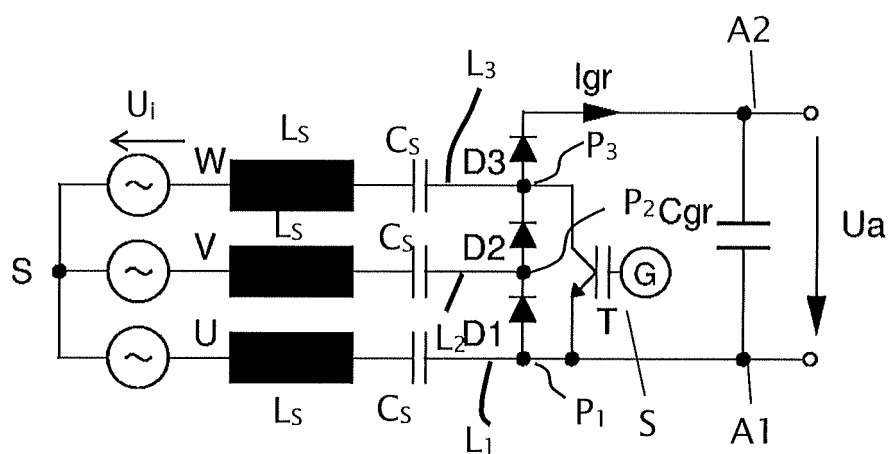 A2
L3
Igr
Ui
LS
CS
W
D3
P3
LS
CS
P2
Cgr
Ua
S
V
D2
G
U
L2
D1
T
LS
CS
L1
P1
S
A1